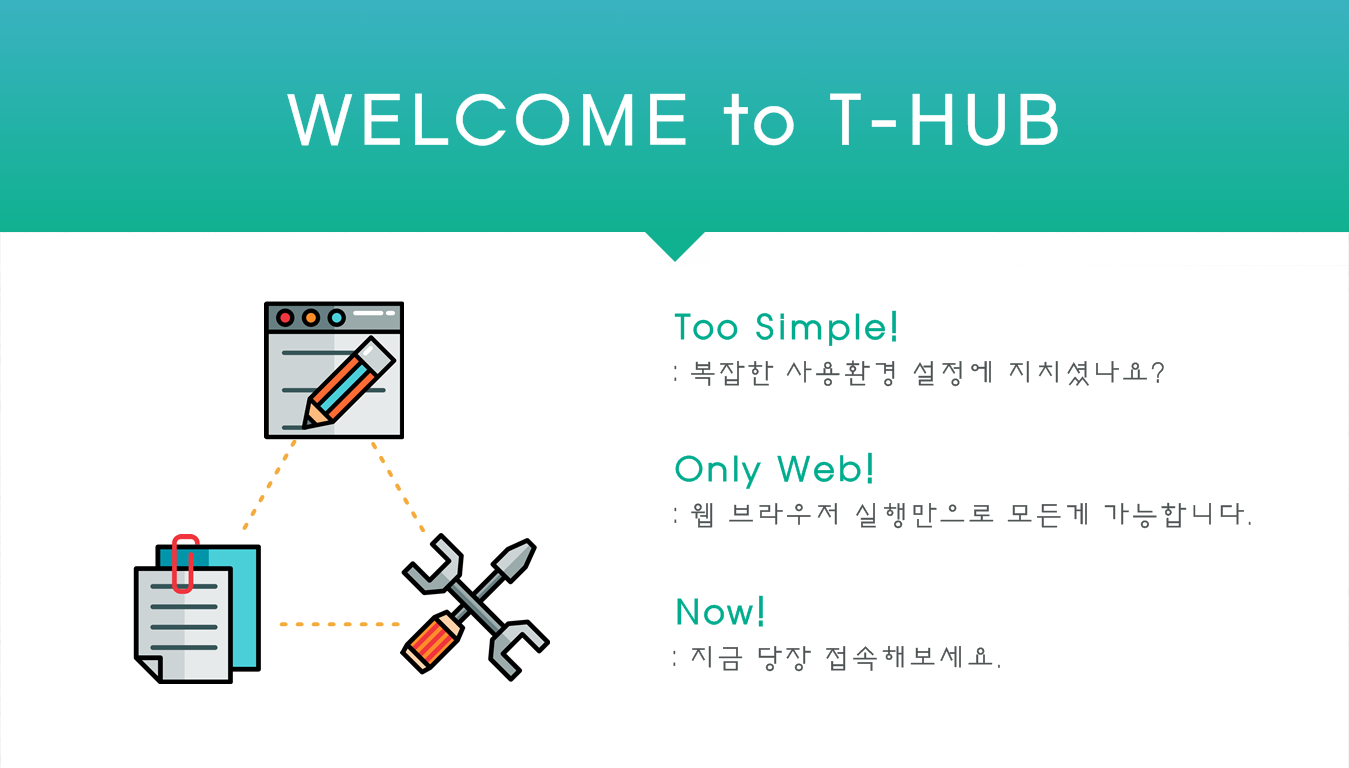 WELCOME to T-HUB
Too Simple!
: 복잡한 사용환경 설정에 지치셨나요?
Only Web!
: 웹 브라우저 실행만으로 모든게 가능합니다.
Now!
: 지금 당장 접속해보세요.